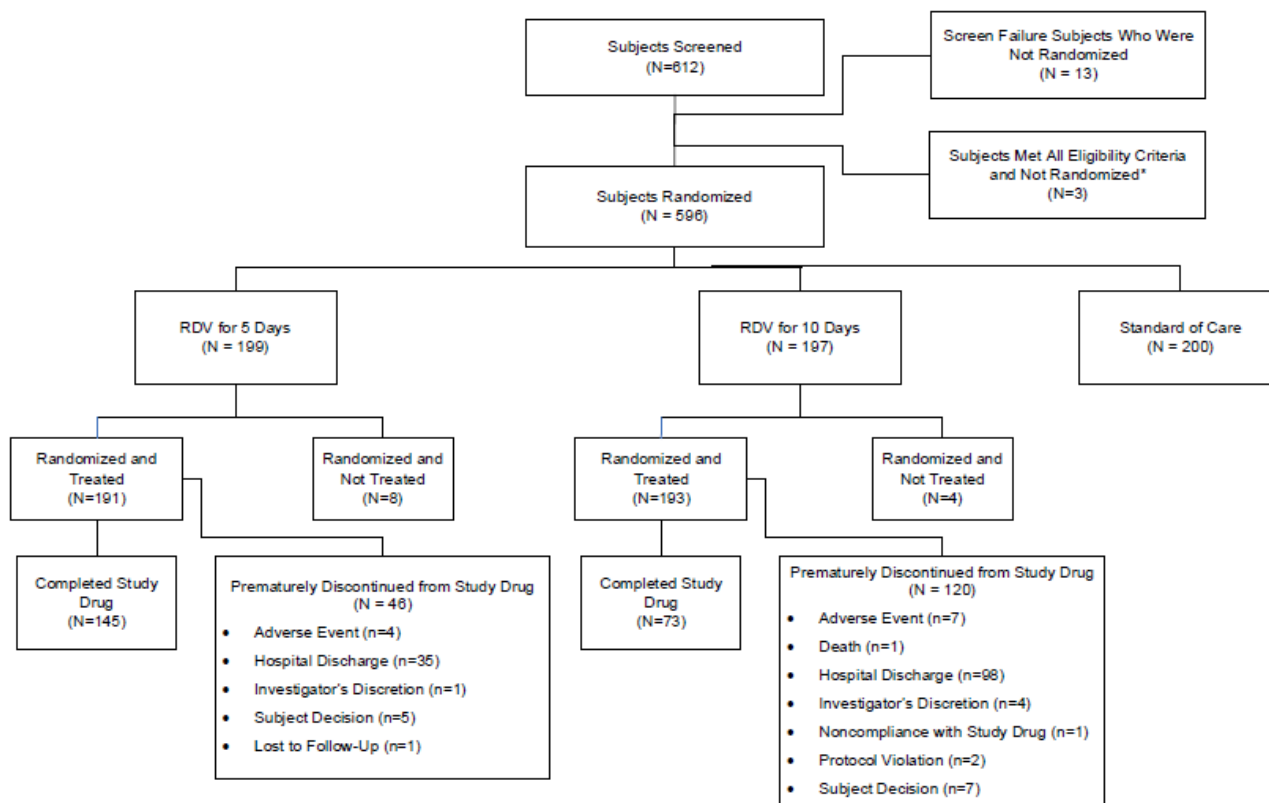 Subjects Screened
(N=612)
Screen Failure Subjects Who Were
Not Randomized
(N = 13)
Subjects Met All Eligibility Criteria
and Not Randomized*
(N=3)
Subjects Randomized
(N = 596)
RDV for 5 Days
(N = 199)
RDV for 10 Days
(N = 197)
Standard of Care
(N = 200)
Randomized and
Treated
(N=191)
Randomized and
Not Treated
(N=8)
Randomized and
Treated
(N=193)
Randomized and
Not Treated
(N=4)
Completed Study
Drug
(N=145)
Prematurely Discontinued from Study Drug
(N = 46)
• Adverse Event (n=4)
• Hospital Discharge (n=35)
• Investigator's Discretion (n=1)
• Subject Decision (n=5)
• Lost to Follow-Up (n=1)
Completed Study
Drug
(N=73)
Prematurely Discontinued from Study Drug
(N = 120)
• Adverse Event (n=7)
• Death (n=1)
• Hospital Discharge (n=98)
• Investigator's Discretion (n=4)
• Noncompliance with Study Drug (n=1)
• Protocol Violation (n=2)
• Subject Decision (n=7)